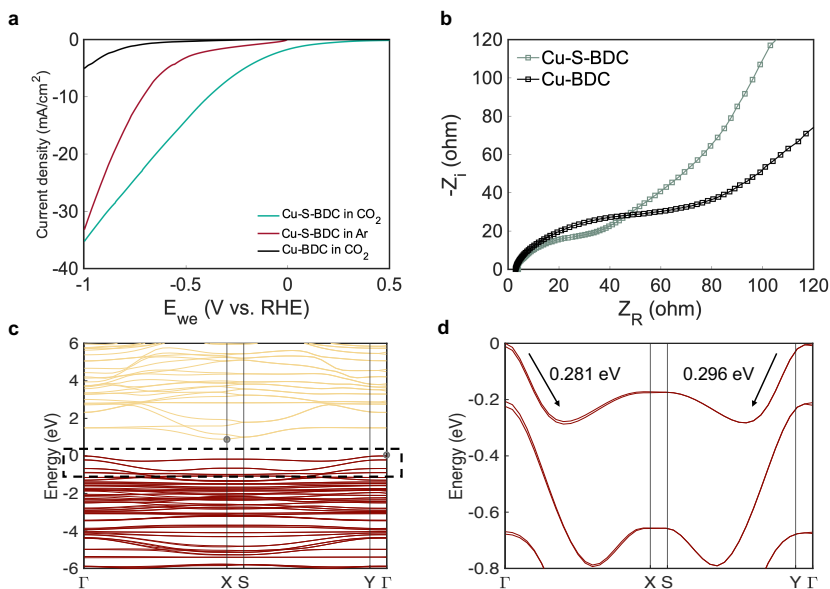 a
0
-10
-20
-30
-40
Current density (mA/cm²)
Cu-S-BDC in CO₂
Cu-S-BDC in Ar
Cu-BDC in CO₂
-1
-0.5
0
0.5
E_we (V vs. RHE)
b
120
100
80
60
40
20
0
-Z_i (ohm)
Cu-S-BDC
Cu-BDC
0
20
40
60
80
100
120
Z_R (ohm)
c
6
4
2
0
-2
-4
-6
Energy (eV)
Γ
X
S
Y
Γ
d
0
-0.2
-0.4
-0.6
-0.8
Energy (eV)
0.281 eV
0.296 eV
Γ
X
S
Y
Γ